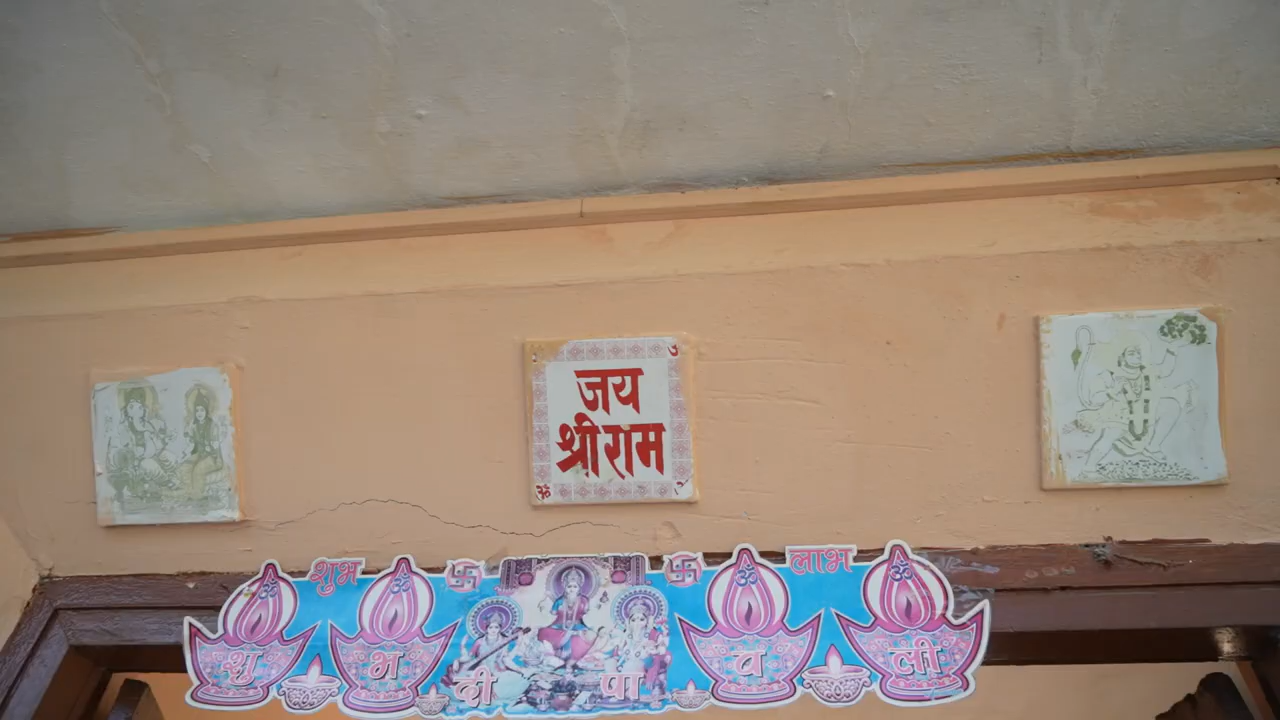 जय
श्रीराम
शुभ लाभ
शु भ दी पा व ली